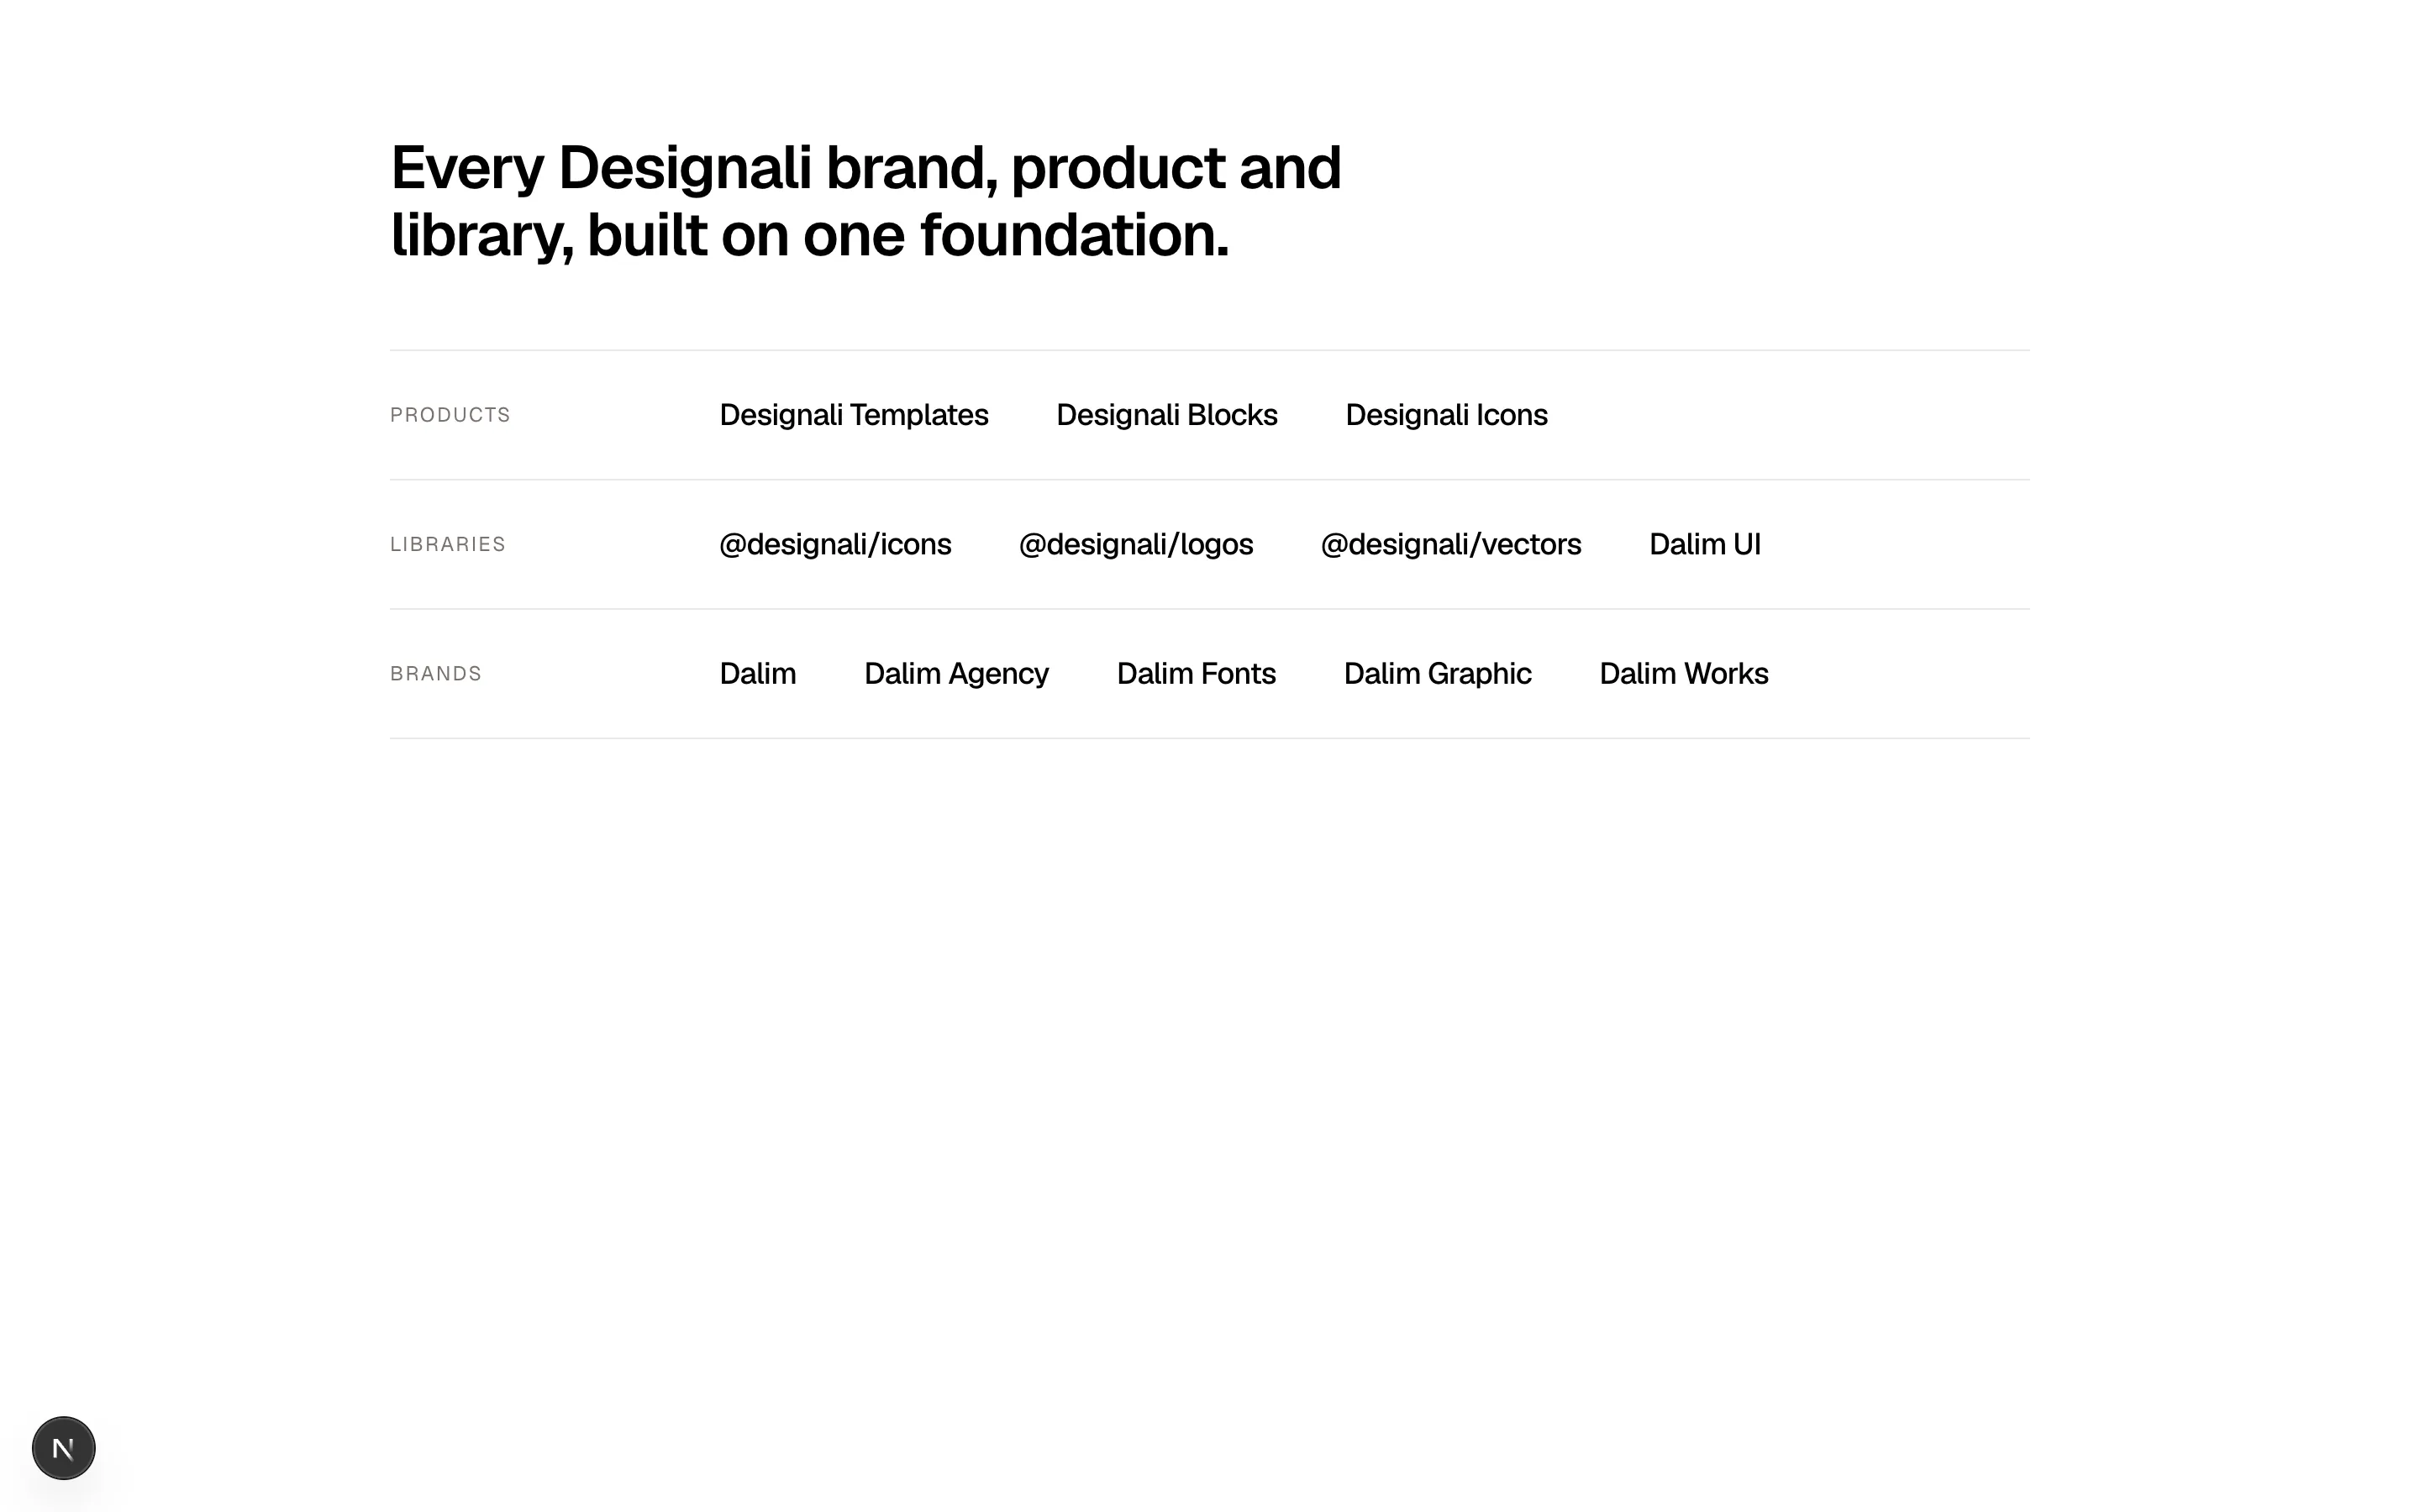 Every Designali brand, product and
library, built on one foundation.
PRODUCTS Designali Templates Designali Blocks Designali Icons
LIBRARIES @designali/icons @designali/logos @designali/vectors Dalim UI
BRANDS Dalim Dalim Agency Dalim Fonts Dalim Graphic Dalim Works
N